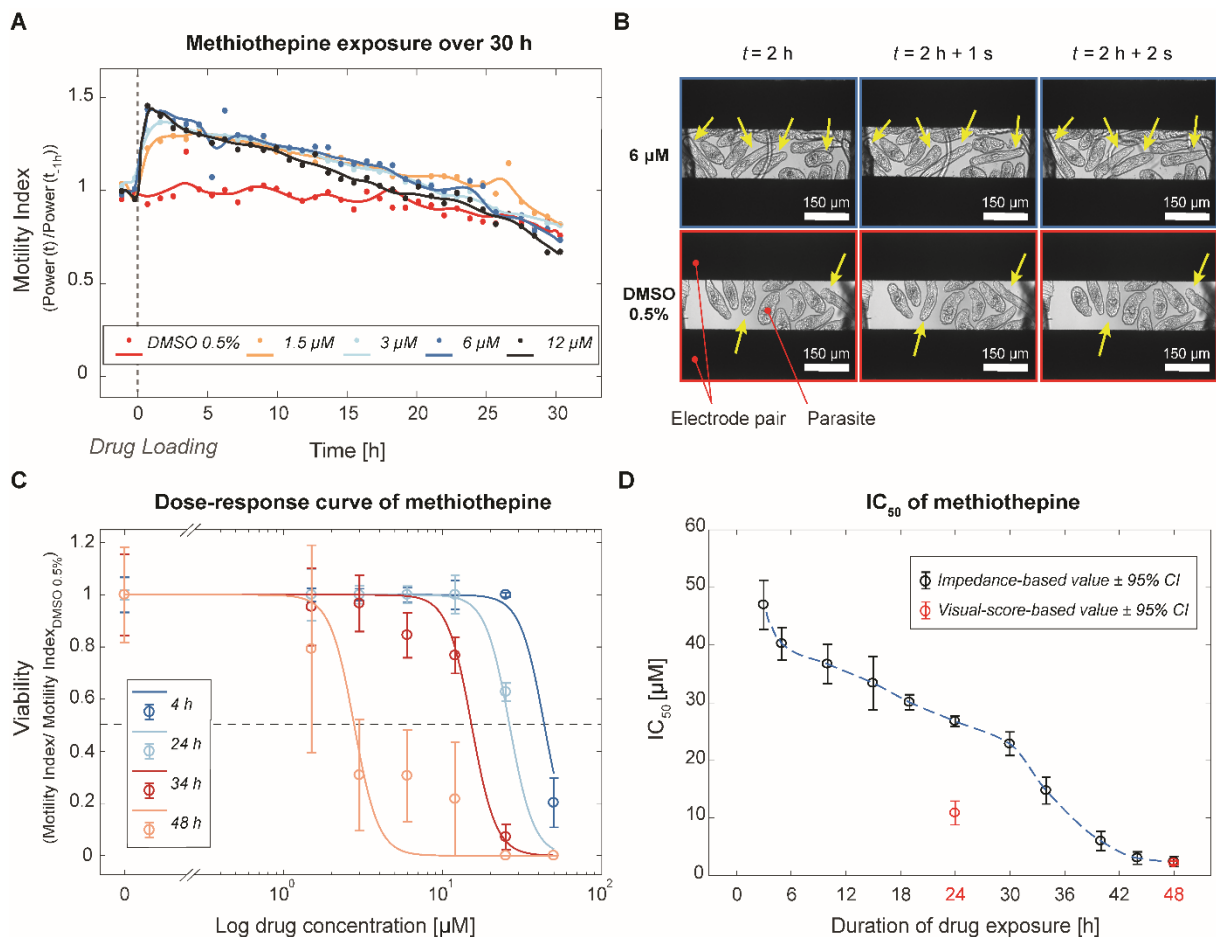 A
Methiothepine exposure over 30 h
Motility Index
(Power (t) /Power (t_-1h))
1.5
1
0.5
0
DMSO 0.5%
1.5 µM
3 µM
6 µM
12 µM
0
5
10
15
20
25
30
Drug Loading
Time [h]
B
t = 2 h
t = 2 h + 1 s
t = 2 h + 2 s
6 µM
150 µm
150 µm
150 µm
DMSO
0.5%
150 µm
150 µm
150 µm
Electrode pair
Parasite
C
Dose-response curve of methiothepine
Viability
(Motility Index/ Motility Index_DMSO 0.5%)
1.2
1
0.8
0.6
0.4
0.2
0
4 h
24 h
34 h
48 h
0
10⁰
10¹
10²
Log drug concentration [µM]
D
IC₅₀ of methiothepine
IC₅₀ [µM]
60
50
40
30
20
10
0
Impedance-based value ± 95% CI
Visual-score-based value ± 95% CI
0
6
12
18
24
30
36
42
48
Duration of drug exposure [h]